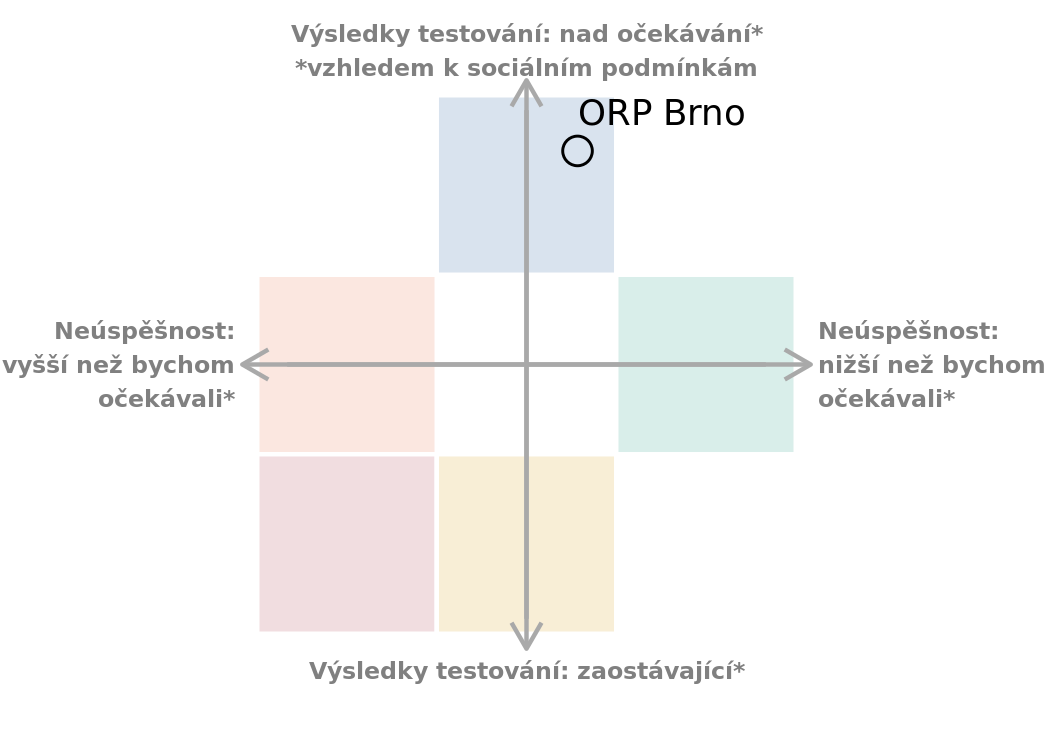 Výsledky testování: nad očekávání*
*vzhledem k sociálním podmínkám
ORP Brno
Neúspěšnost:
vyšší než bychom
očekávali*
Neúspěšnost:
nižší než bychom
očekávali*
Výsledky testování: zaostávající*